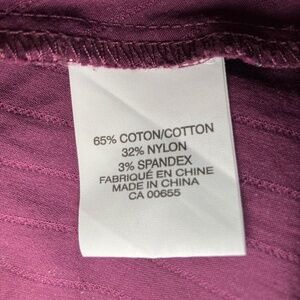 65% COTON/COTTON
32% NYLON
3% SPANDEX
FABRIQUÉ EN CHINE
MADE IN CHINA
CA 00655